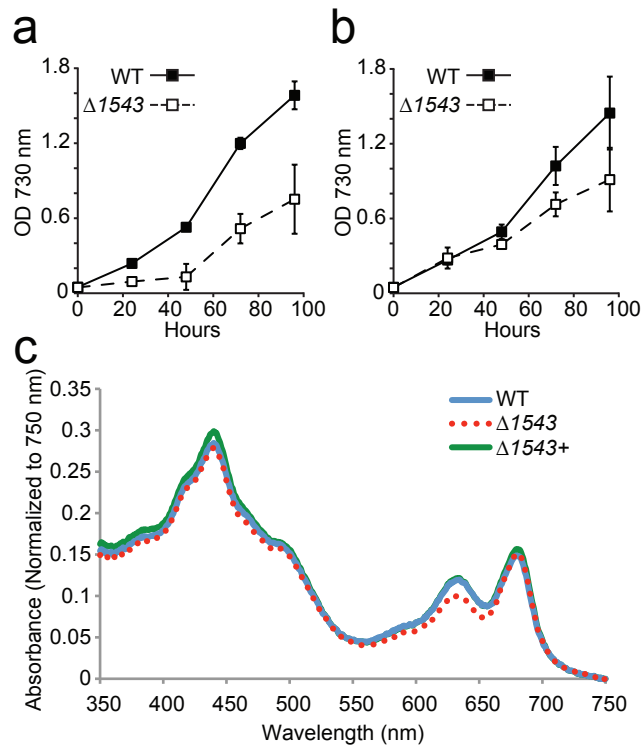 a
WT
Δ1543
OD 730 nm
1.8
1.2
0.6
0
0 20 40 60 80 100
Hours
b
WT
Δ1543
OD 730 nm
1.8
1.2
0.6
0
0 20 40 60 80 100
Hours
c
WT
Δ1543
Δ1543+
Absorbance (Normalized to 750 nm)
0.35
0.3
0.25
0.2
0.15
0.1
0.05
0
350 400 450 500 550 600 650 700 750
Wavelength (nm)